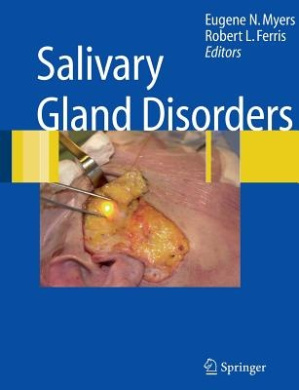 Eugene N. Myers
Robert L. Ferris
Editors
Salivary
Gland Disorders
Springer